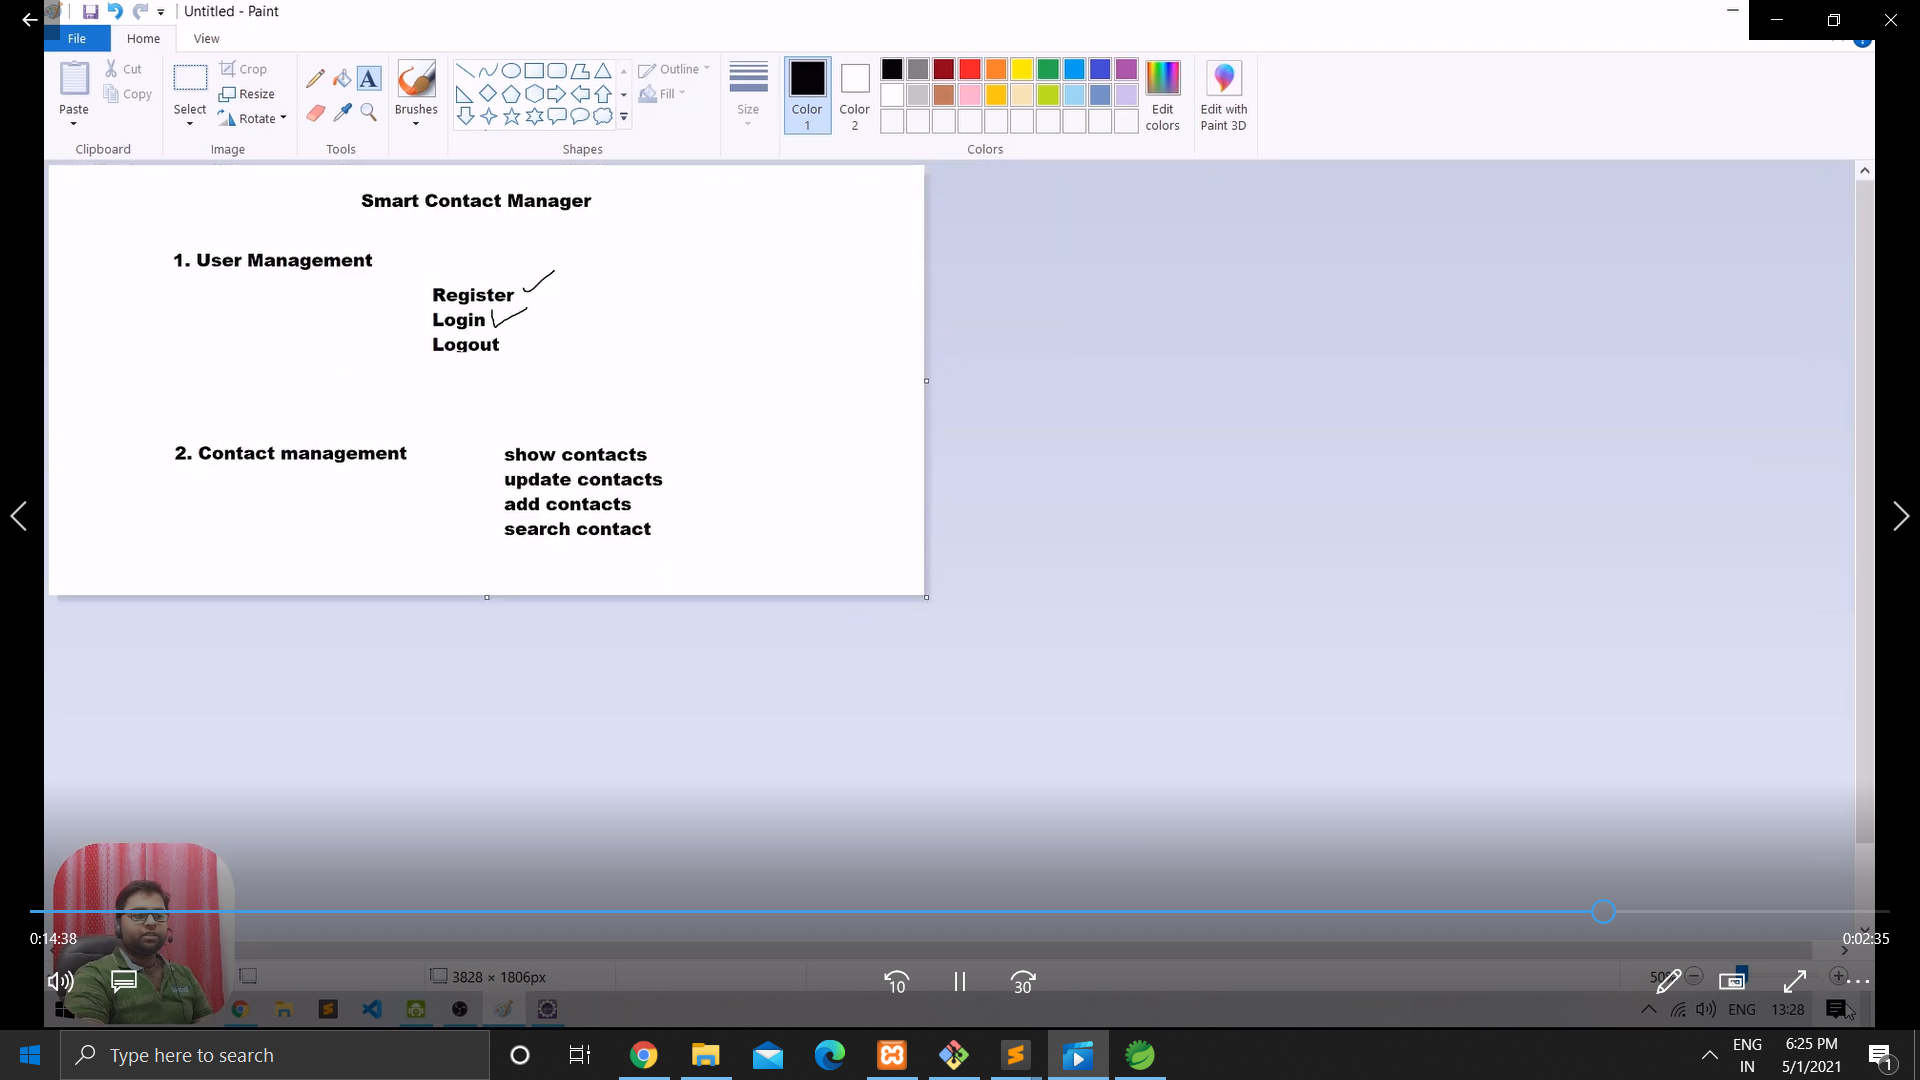 Untitled - Paint
File Home View
Paste
Cut
Copy
Clipboard
Select
Crop
Resize
Rotate
Image
Tools
Brushes
Shapes
Outline
Fill
Size
Color 1
Color 2
Colors
Edit colors
Edit with Paint 3D
Smart Contact Manager
1. User Management
Register
Login
Logout
2. Contact management
show contacts
update contacts
add contacts
search contact
0:14:38
0:02:35
3828 × 1806px
10
30
ENG
13:28
Type here to search
ENG
IN
6:25 PM
5/1/2021
1